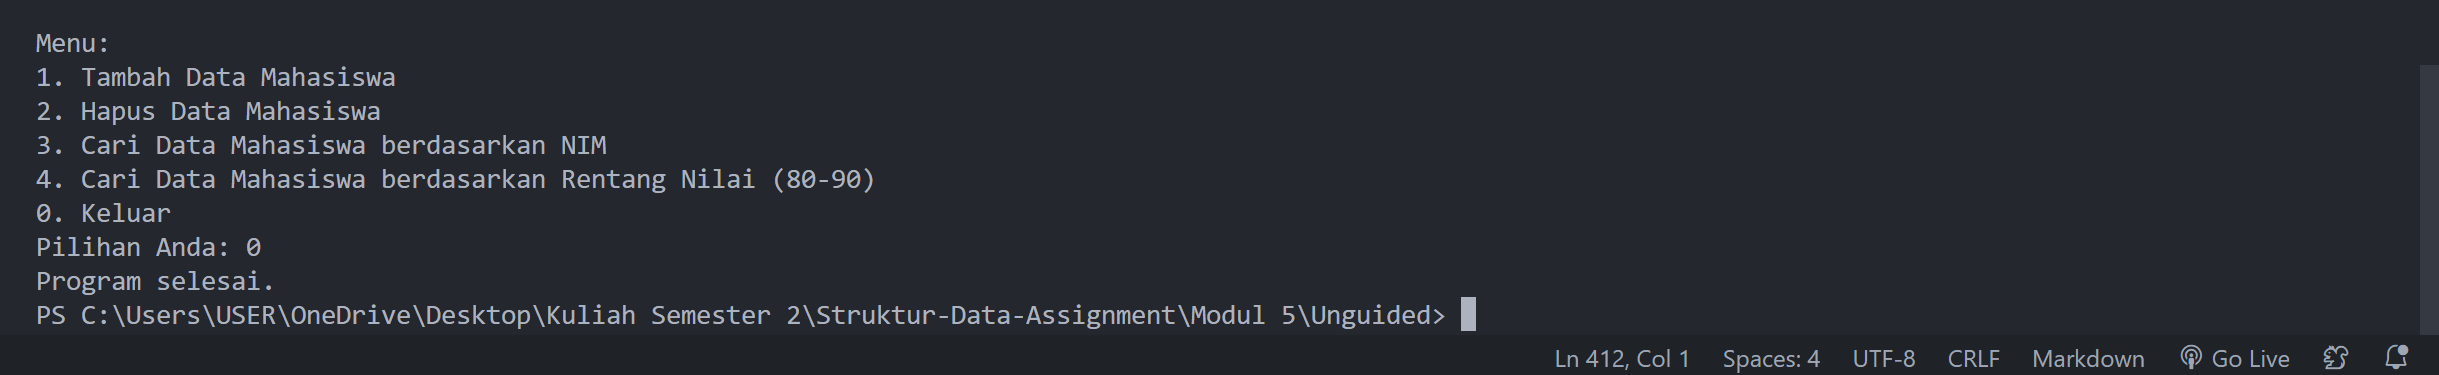 Menu:
1. Tambah Data Mahasiswa
2. Hapus Data Mahasiswa
3. Cari Data Mahasiswa berdasarkan NIM
4. Cari Data Mahasiswa berdasarkan Rentang Nilai (80-90)
0. Keluar
Pilihan Anda: 0
Program selesai.
PS C:\Users\USER\OneDrive\Desktop\Kuliah Semester 2\Struktur-Data-Assignment\Modul 5\Unguided>
Ln 412, Col 1 Spaces: 4 UTF-8 CRLF Markdown Go Live